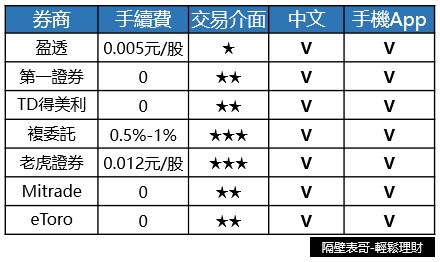 券商 手續費 交易介面 中文 手機App
盈透 0.005元/股 ★ V V
第一證券 0 ★★ V V
TD得美利 0 ★★ V V
複委託 0.5%-1% ★★★ V V
老虎證券 0.012元/股 ★★★ V V
Mitrade 0 ★★ V V
eToro 0 ★★ V V
隔壁表哥-輕鬆理財